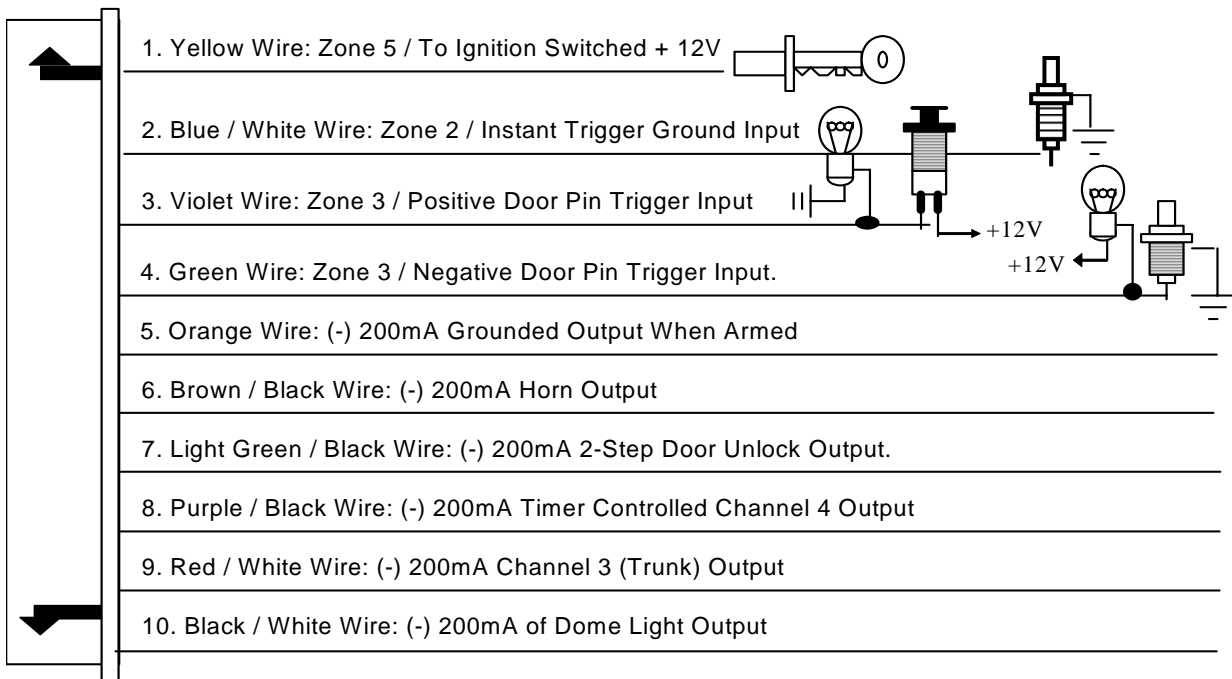 1. Yellow Wire: Zone 5 / To Ignition Switched + 12V
2. Blue / White Wire: Zone 2 / Instant Trigger Ground Input
3. Violet Wire: Zone 3 / Positive Door Pin Trigger Input
+12V
+12V
4. Green Wire: Zone 3 / Negative Door Pin Trigger Input.
5. Orange Wire: (-) 200mA Grounded Output When Armed
6. Brown / Black Wire: (-) 200mA Horn Output
7. Light Green / Black Wire: (-) 200mA 2-Step Door Unlock Output.
8. Purple / Black Wire: (-) 200mA Timer Controlled Channel 4 Output
9. Red / White Wire: (-) 200mA Channel 3 (Trunk) Output
10. Black / White Wire: (-) 200mA of Dome Light Output